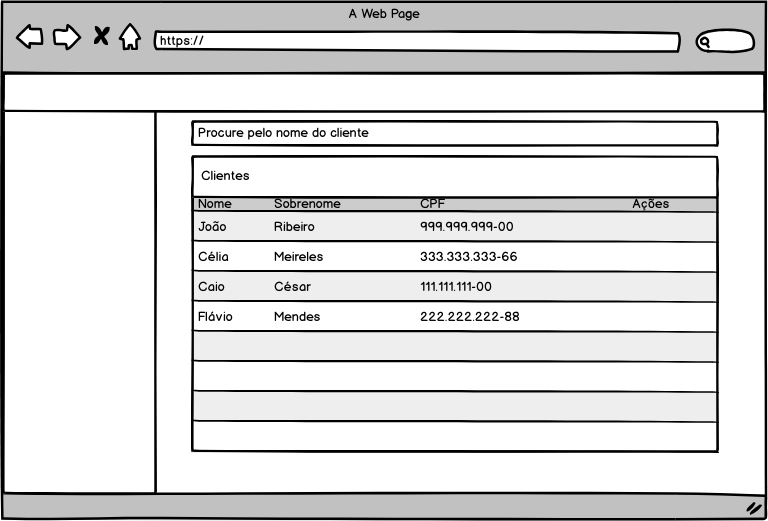 A Web Page
https://
Procure pelo nome do cliente
Clientes
Nome Sobrenome CPF Ações
João Ribeiro 999.999.999-00
Célia Meireles 333.333.333-66
Caio César 111.111.111-00
Flávio Mendes 222.222.222-88